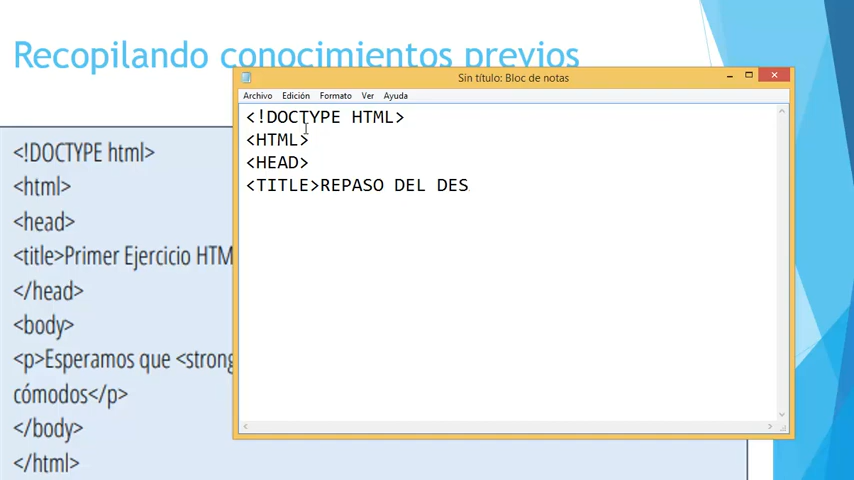 Recopilando conocimientos previos
Sin título: Bloc de notas
Archivo Edición Formato Ver Ayuda
<!DOCTYPE HTML>
<HTML>
<HEAD>
<TITLE>REPASO DEL DES
<!DOCTYPE html>
<html>
<head>
<title>Primer Ejercicio HTM
</head>
<body>
<p>Esperamos que <strong
cómodos</p>
</body>
</html>